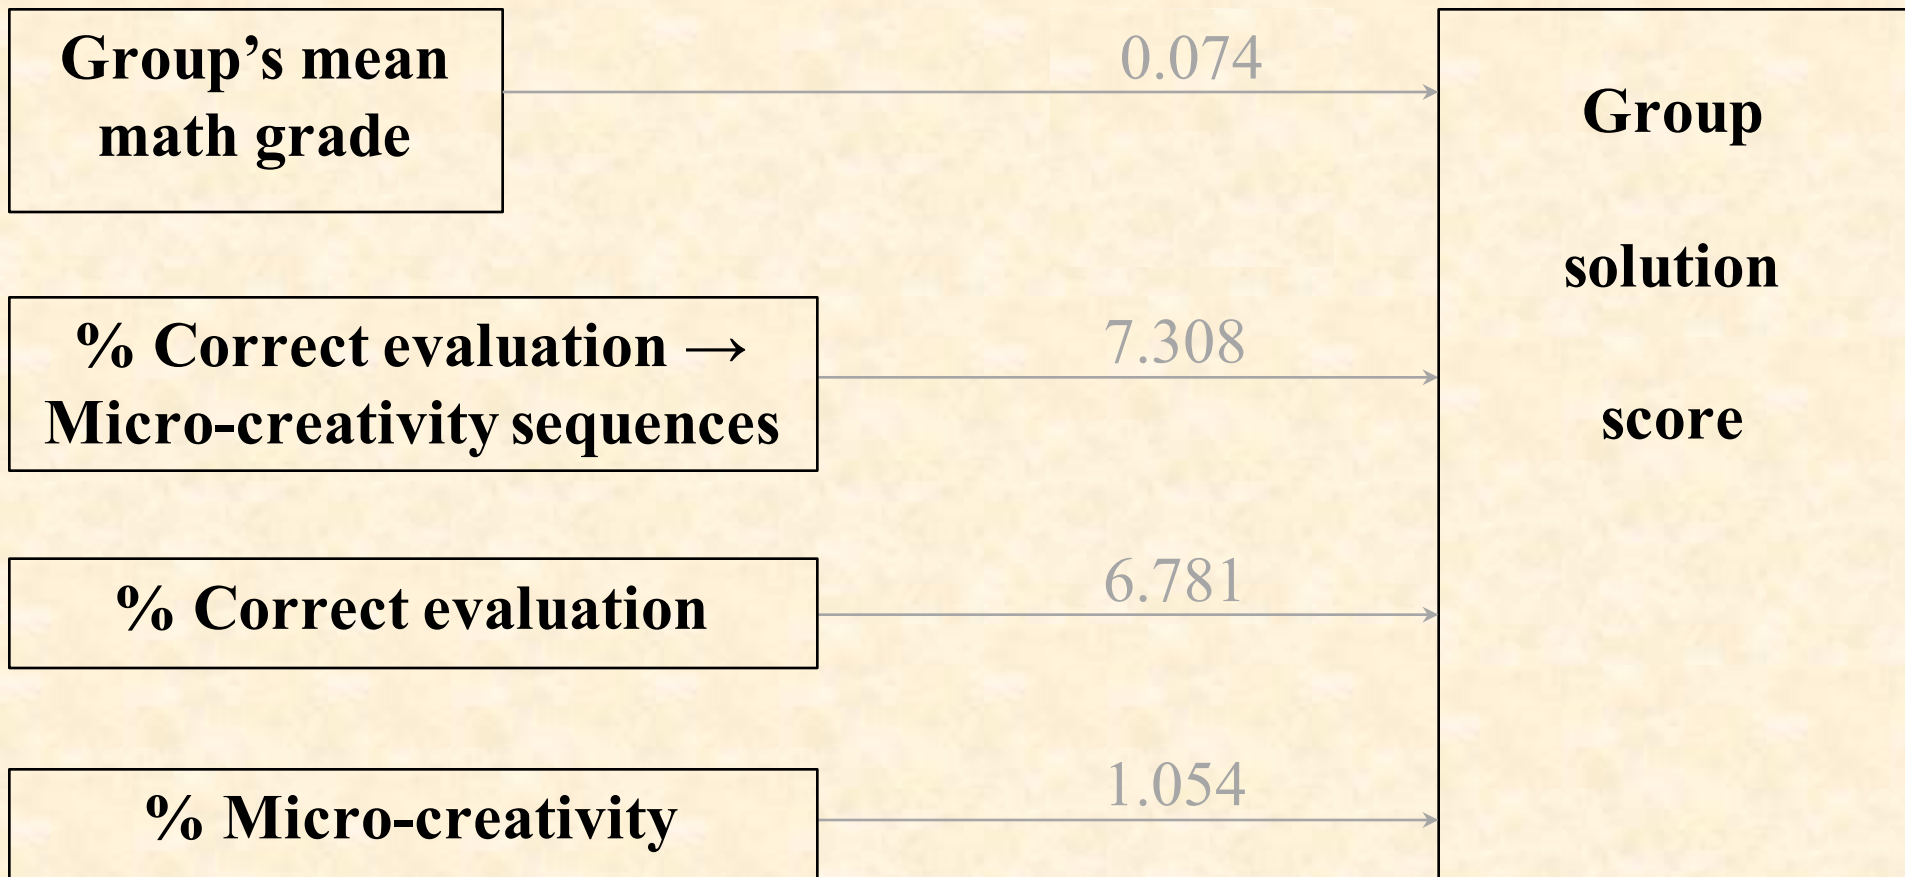 Group’s mean
math grade
0.074
Group
solution
score
% Correct evaluation →
Micro-creativity sequences
7.308
% Correct evaluation
6.781
% Micro-creativity
1.054